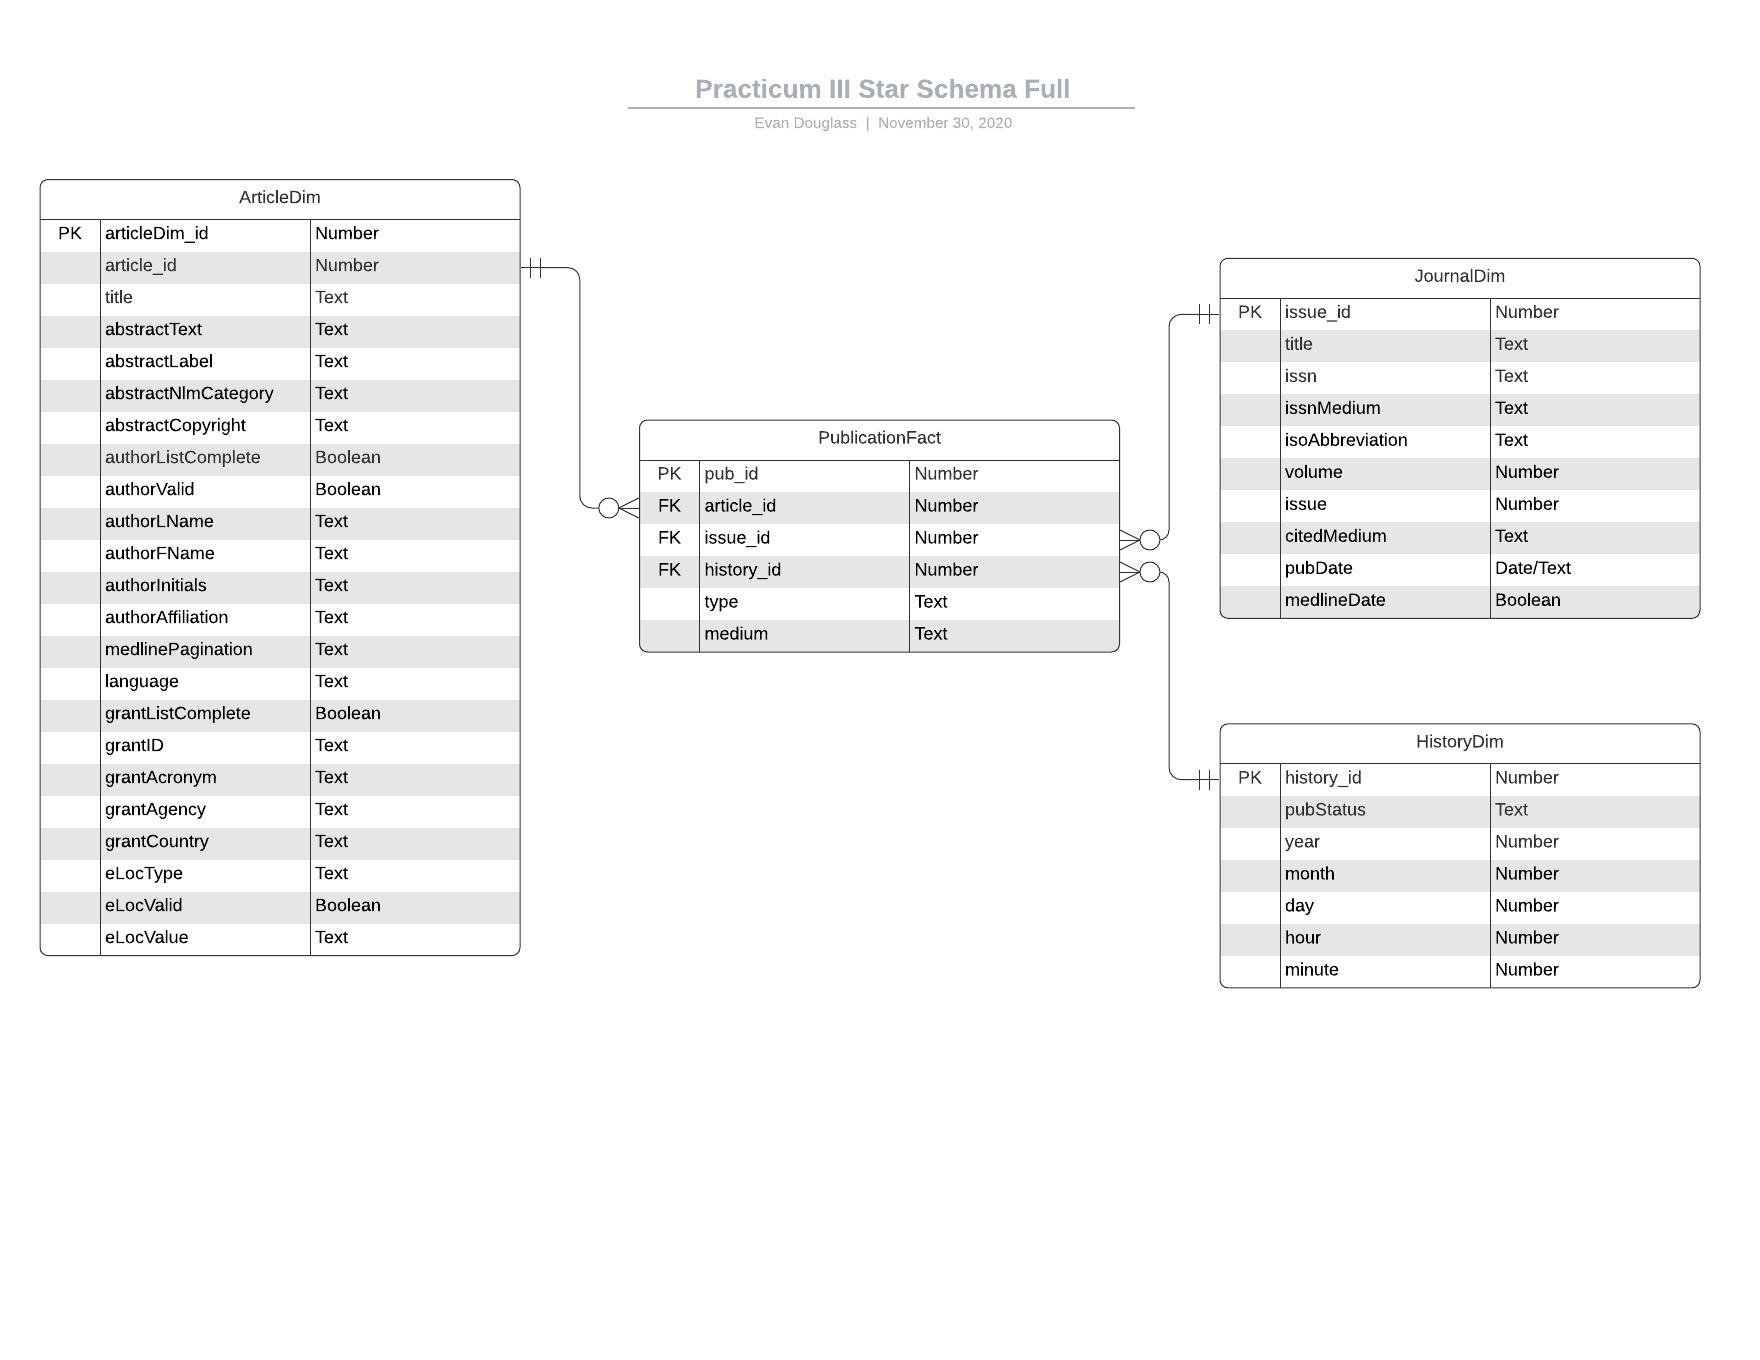 Practicum III Star Schema Full
Evan Douglass | November 30, 2020
ArticleDim
PK articleDim_id Number
article_id Number
title Text
abstractText Text
abstractLabel Text
abstractNlmCategory Text
abstractCopyright Text
authorListComplete Boolean
authorValid Boolean
authorLName Text
authorFName Text
authorInitials Text
authorAffiliation Text
medlinePagination Text
language Text
grantListComplete Boolean
grantID Text
grantAcronym Text
grantAgency Text
grantCountry Text
eLocType Text
eLocValid Boolean
eLocValue Text
PublicationFact
PK pub_id Number
FK article_id Number
FK issue_id Number
FK history_id Number
type Text
medium Text
JournalDim
PK issue_id Number
title Text
issn Text
issnMedium Text
isoAbbreviation Text
volume Number
issue Number
citedMedium Text
pubDate Date/Text
medlineDate Boolean
HistoryDim
PK history_id Number
pubStatus Text
year Number
month Number
day Number
hour Number
minute Number